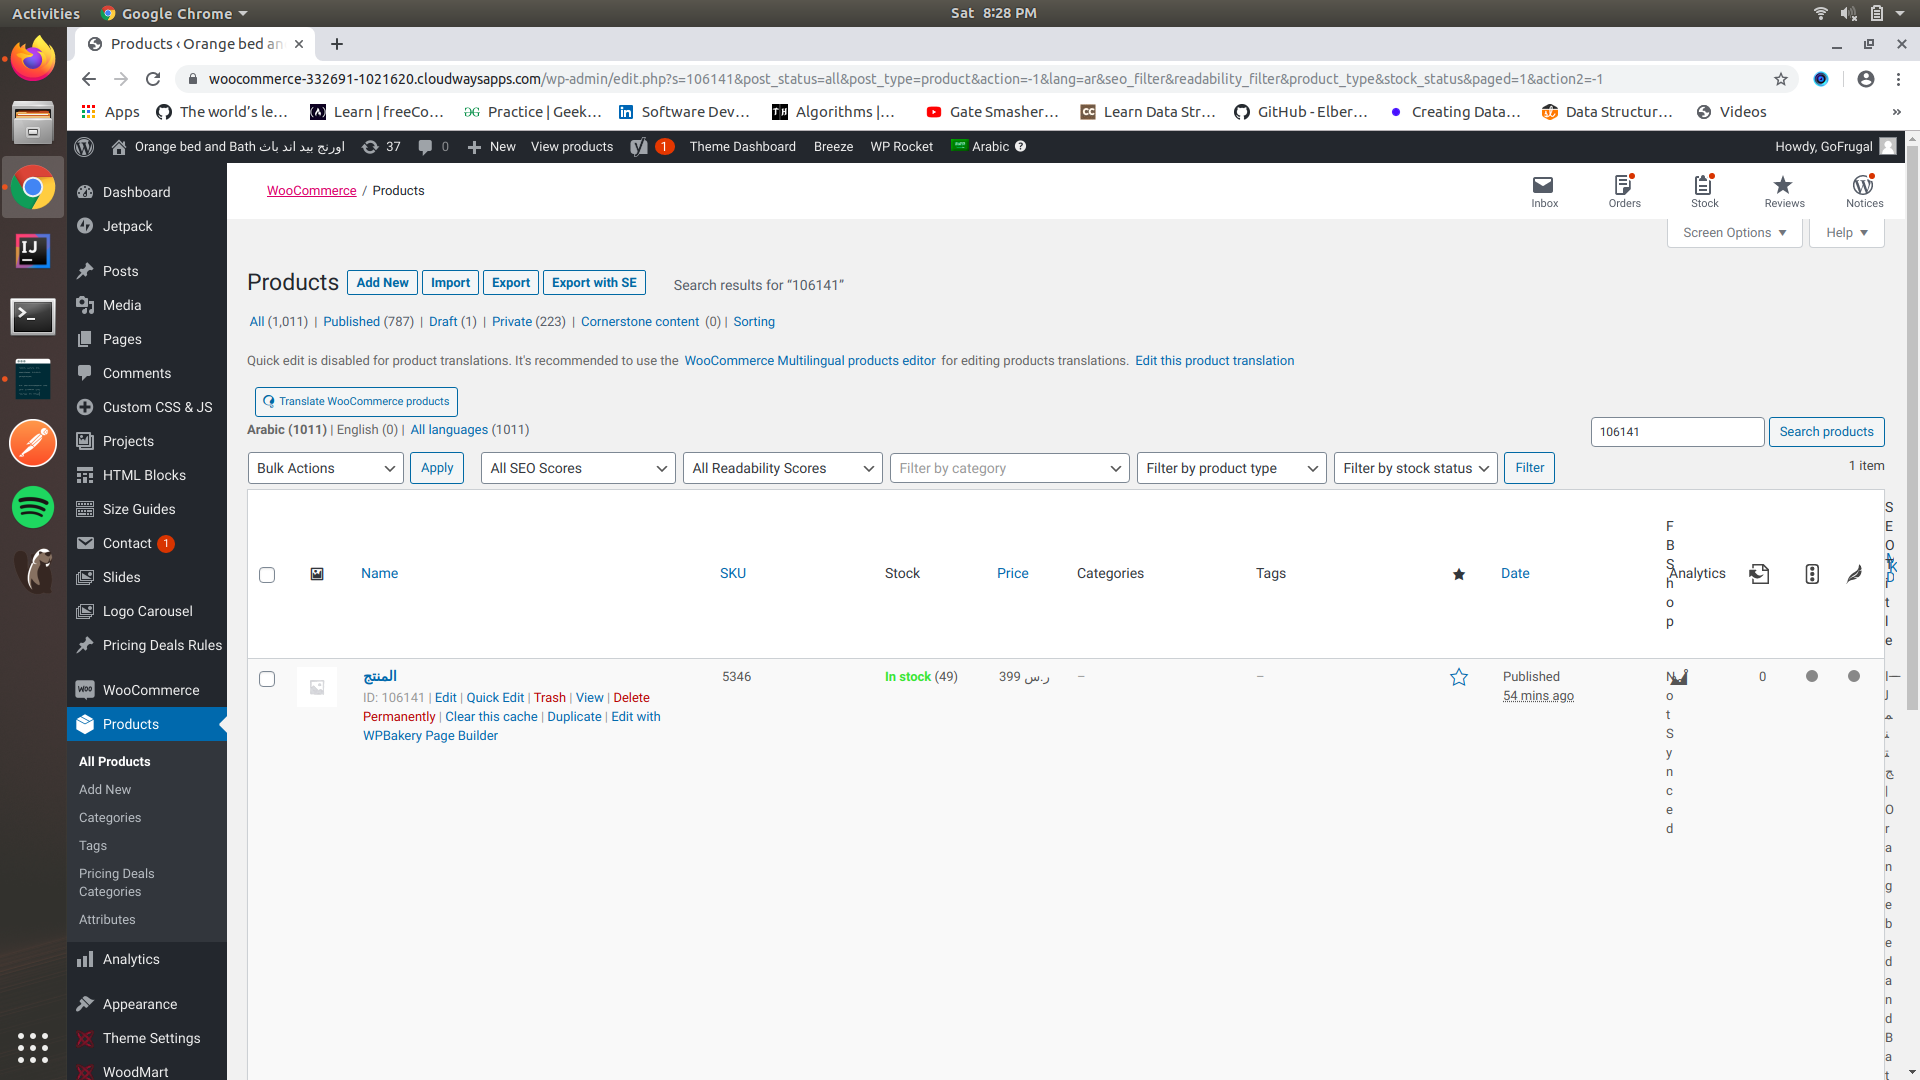 Activities Google Chrome Sat 8:28 PM
Products ‹ Orange bed an
woocommerce-332691-1021620.cloudwaysapps.com/wp-admin/edit.php?s=106141&post_status=all&post_type=product&action=-1&lang=ar&seo_filter&readability_filter&product_type&stock_status&paged=1&action2=-1
Apps The world's le... Learn | freeCo... Practice | Geek... Software Dev... Algorithms |... Gate Smasher... Learn Data Str... GitHub - Elber... Creating Data... Data Structur... Videos »
Orange bed and Bath اورنج بيد اند باث 37 0 New View products 1 Theme Dashboard Breeze WP Rocket Arabic Howdy, GoFrugal
WooCommerce / Products
Inbox Orders Stock Reviews Notices
Screen Options Help
Dashboard
Jetpack
Posts
Media
Pages
Comments
Custom CSS & JS
Projects
HTML Blocks
Size Guides
Contact 1
Slides
Logo Carousel
Pricing Deals Rules
WooCommerce
Products
All Products
Add New
Categories
Tags
Pricing Deals
Categories
Attributes
Analytics
Appearance
Theme Settings
WoodMart
Products Add New Import Export Export with SE Search results for “106141”
All (1,011) | Published (787) | Draft (1) | Private (223) | Cornerstone content (0) | Sorting
Quick edit is disabled for product translations. It's recommended to use the WooCommerce Multilingual products editor for editing products translations. Edit this product translation
Translate WooCommerce products
Arabic (1011) | English (0) | All languages (1011)
106141 Search products
Bulk Actions Apply All SEO Scores All Readability Scores Filter by category Filter by product type Filter by stock status Filter 1 item
Name SKU Stock Price Categories Tags Date FB Shop Analytics SEO Title
المنتج 5346 In stock (49) 399 ر.س – – Published Not Synced 0
54 mins ago
ID: 106141 | Edit | Quick Edit | Trash | View | Delete
Permanently | Clear this cache | Duplicate | Edit with
WPBakery Page Builder
المنتج | Orange bed and Bat